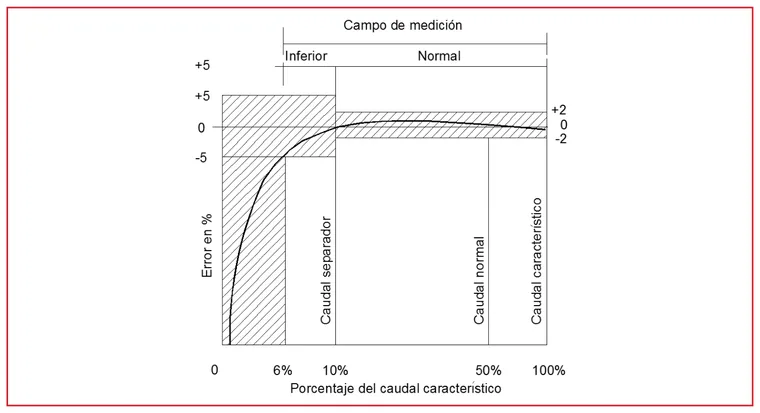 Campo de medición
Inferior
Normal
+5
+5
0
-5
+2
0
-2
Error en %
Caudal separador
Caudal normal
Caudal característico
0
6%
10%
50%
100%
Porcentaje del caudal característico